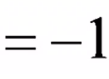 = −1